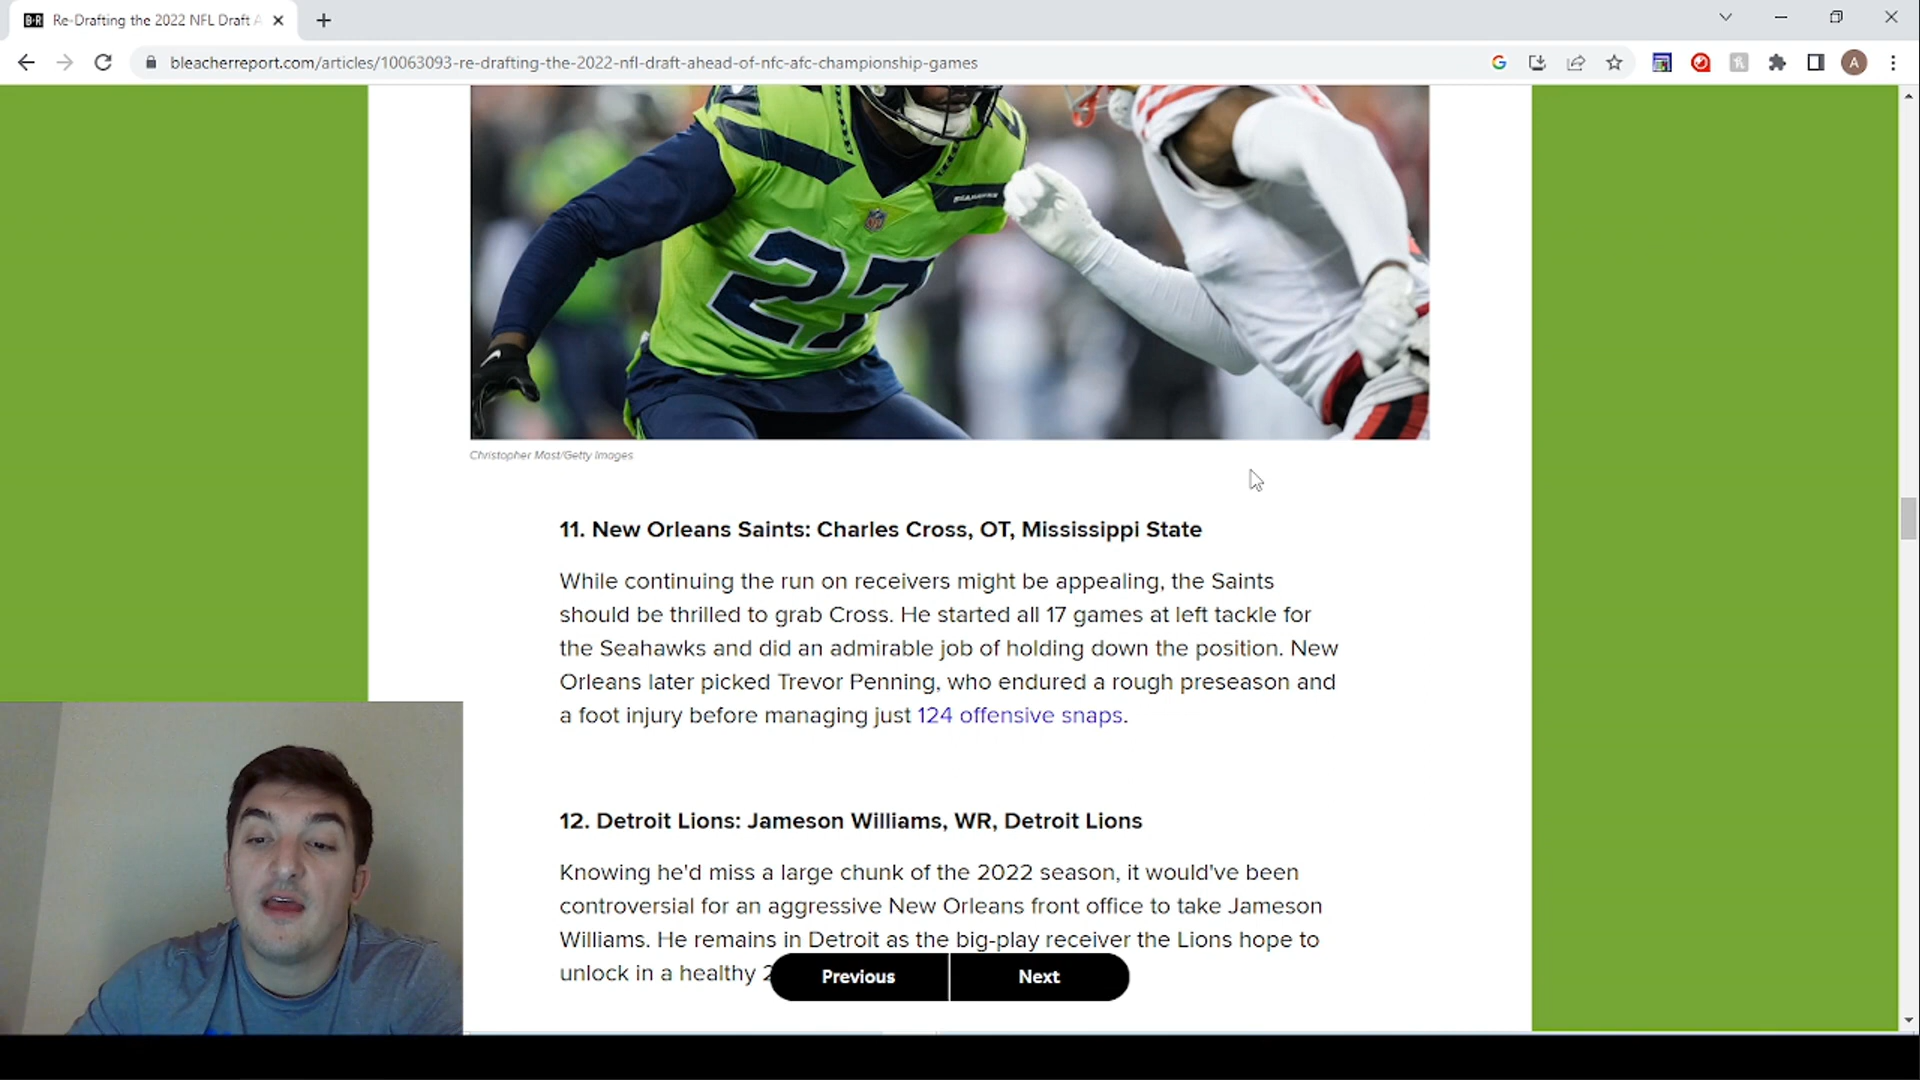 B·R Re-Drafting the 2022 NFL Draft A
bleacherreport.com/articles/10063093-re-drafting-the-2022-nfl-draft-ahead-of-nfc-afc-championship-games
A
SEAHAWKS
NFL
27
Christopher Mast/Getty Images
11. New Orleans Saints: Charles Cross, OT, Mississippi State
While continuing the run on receivers might be appealing, the Saints
should be thrilled to grab Cross. He started all 17 games at left tackle for
the Seahawks and did an admirable job of holding down the position. New
Orleans later picked Trevor Penning, who endured a rough preseason and
a foot injury before managing just 124 offensive snaps.
12. Detroit Lions: Jameson Williams, WR, Detroit Lions
Knowing he'd miss a large chunk of the 2022 season, it would've been
controversial for an aggressive New Orleans front office to take Jameson
Williams. He remains in Detroit as the big-play receiver the Lions hope to
unlock in a healthy 2
Previous Next